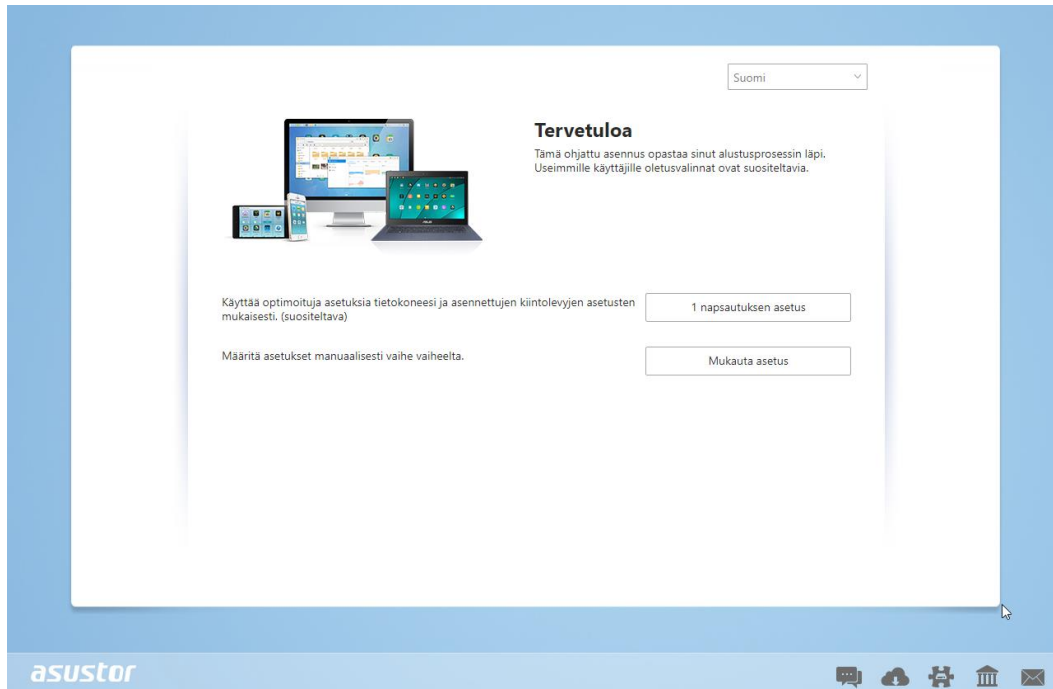 Suomi
Tervetuloa
Tämä ohjattu asennus opastaa sinut alustusprosessin läpi.
Useimmille käyttäjille oletusvalinnat ovat suositeltavia.
Käyttää optimoituja asetuksia tietokoneesi ja asennettujen kiintolevyjen asetusten
mukaisesti. (suositeltava)
1 napsautuksen asetus
Määritä asetukset manuaalisesti vaihe vaiheelta.
Mukauta asetus
asustor